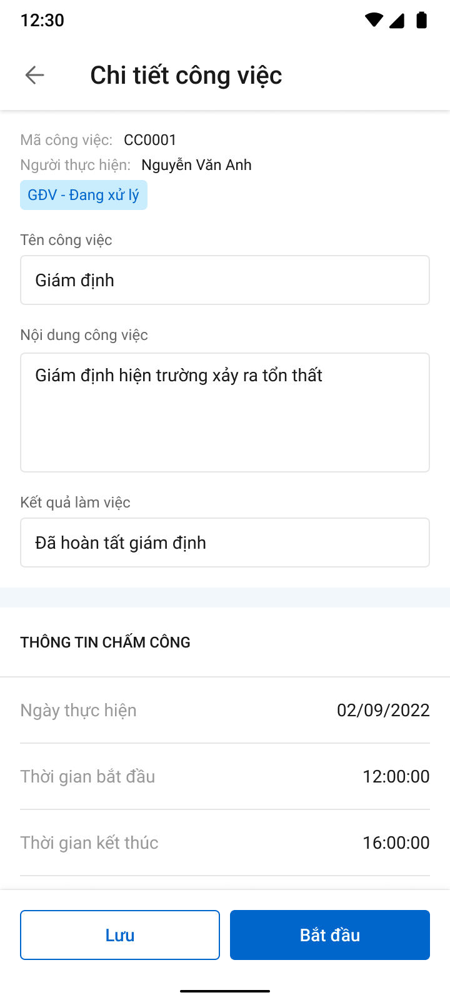 12:30
Chi tiết công việc
Mã công việc: CC0001
Người thực hiện: Nguyễn Văn Anh
GĐV - Đang xử lý
Tên công việc
Giám định
Nội dung công việc
Giám định hiện trường xảy ra tổn thất
Kết quả làm việc
Đã hoàn tất giám định
THÔNG TIN CHẤM CÔNG
Ngày thực hiện 02/09/2022
Thời gian bắt đầu 12:00:00
Thời gian kết thúc 16:00:00
Lưu Bắt đầu